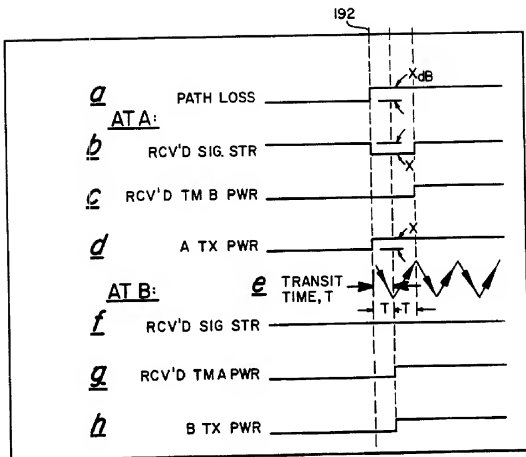 192
a PATH LOSS
XdB
AT A:
b RCV'D SIG. STR
X
c RCV'D TM B PWR
X
d A TX PWR
e TRANSIT TIME, T
AT B:
T T
f RCV'D SIG STR
g RCV'D TM A PWR
h B TX PWR